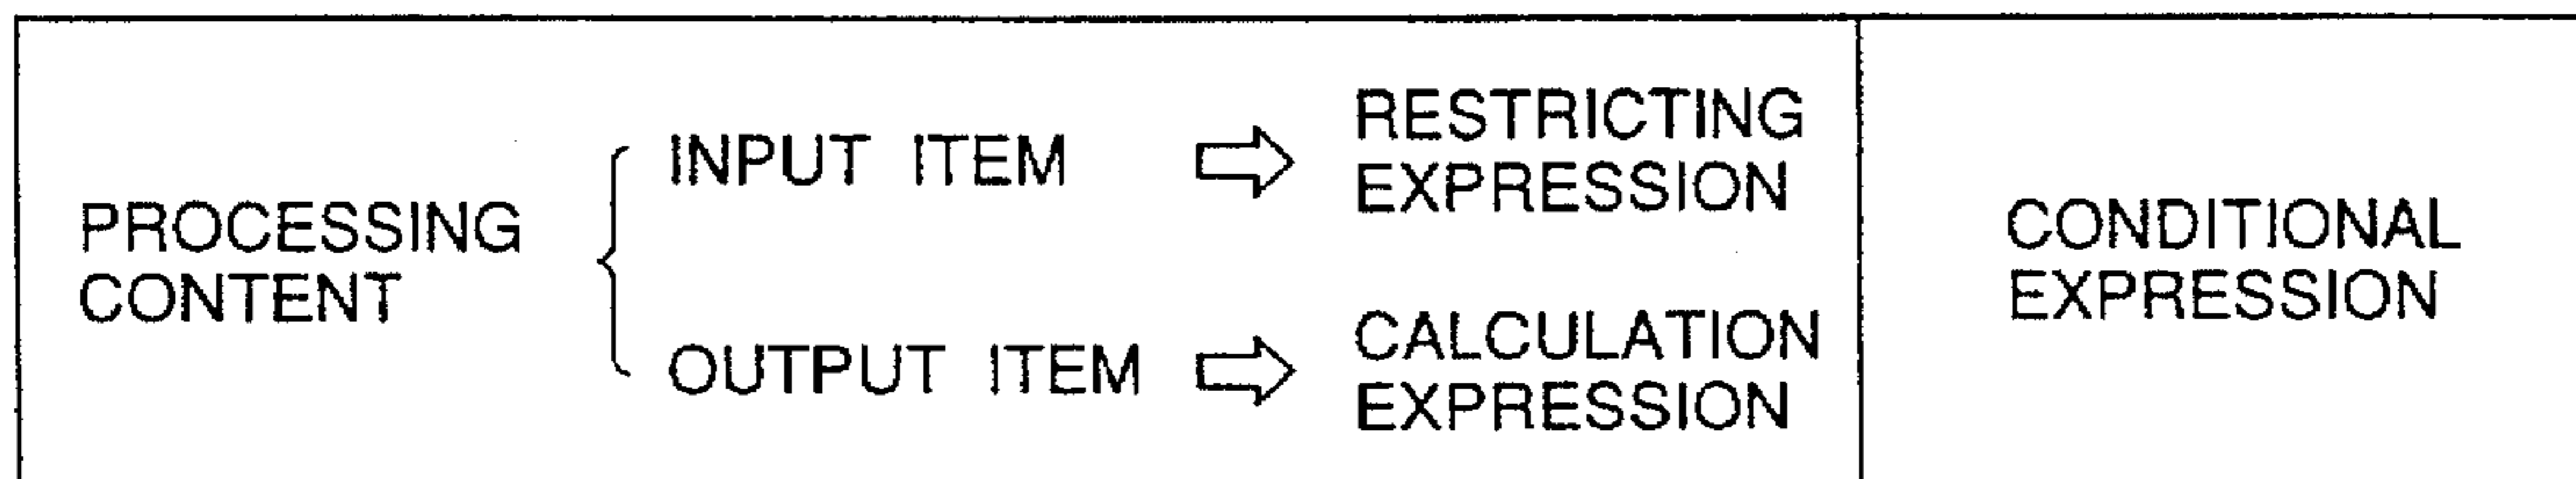 PROCESSING
CONTENT
INPUT ITEM
RESTRICTING
EXPRESSION
OUTPUT ITEM
CALCULATION
EXPRESSION
CONDITIONAL
EXPRESSION